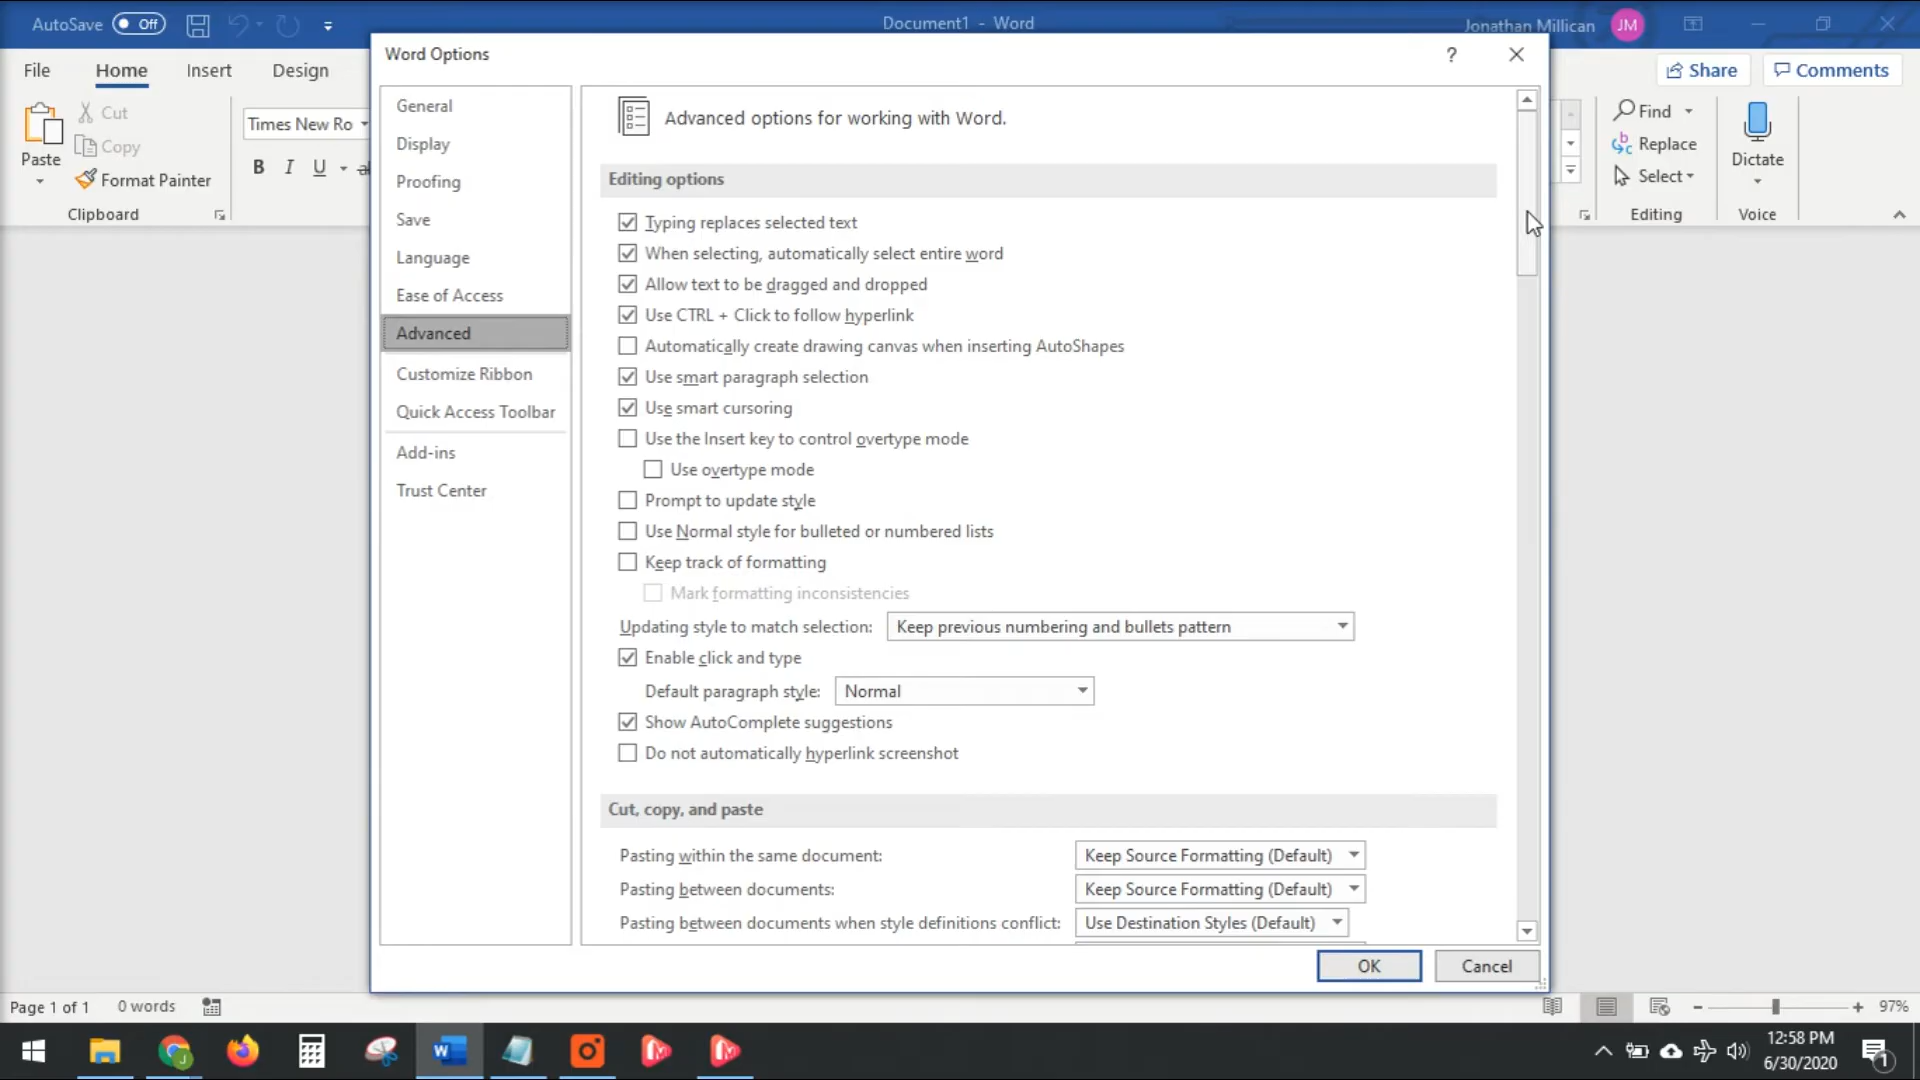 AutoSave Off
Document1 - Word
Jonathan Millican JM
File Home Insert Design
Share Comments
Paste
Cut
Copy
Format Painter
Clipboard
Times New Ro
B I U ab
Find
Replace
Select
Editing
Dictate
Voice
Word Options ?
General
Display
Proofing
Save
Language
Ease of Access
Advanced
Customize Ribbon
Quick Access Toolbar
Add-ins
Trust Center
Advanced options for working with Word.
Editing options
Typing replaces selected text
When selecting, automatically select entire word
Allow text to be dragged and dropped
Use CTRL + Click to follow hyperlink
Automatically create drawing canvas when inserting AutoShapes
Use smart paragraph selection
Use smart cursoring
Use the Insert key to control overtype mode
Use overtype mode
Prompt to update style
Use Normal style for bulleted or numbered lists
Keep track of formatting
Mark formatting inconsistencies
Updating style to match selection: Keep previous numbering and bullets pattern
Enable click and type
Default paragraph style: Normal
Show AutoComplete suggestions
Do not automatically hyperlink screenshot
Cut, copy, and paste
Pasting within the same document: Keep Source Formatting (Default)
Pasting between documents: Keep Source Formatting (Default)
Pasting between documents when style definitions conflict: Use Destination Styles (Default)
OK Cancel
Page 1 of 1 0 words
97%
12:58 PM
6/30/2020
1